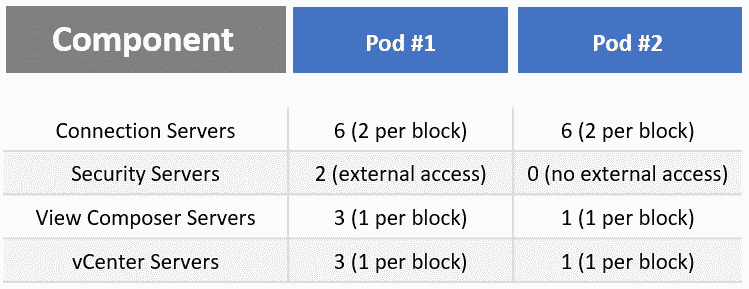 Component Pod #1 Pod #2
Connection Servers 6 (2 per block) 6 (2 per block)
Security Servers 2 (external access) 0 (no external access)
View Composer Servers 3 (1 per block) 1 (1 per block)
vCenter Servers 3 (1 per block) 1 (1 per block)